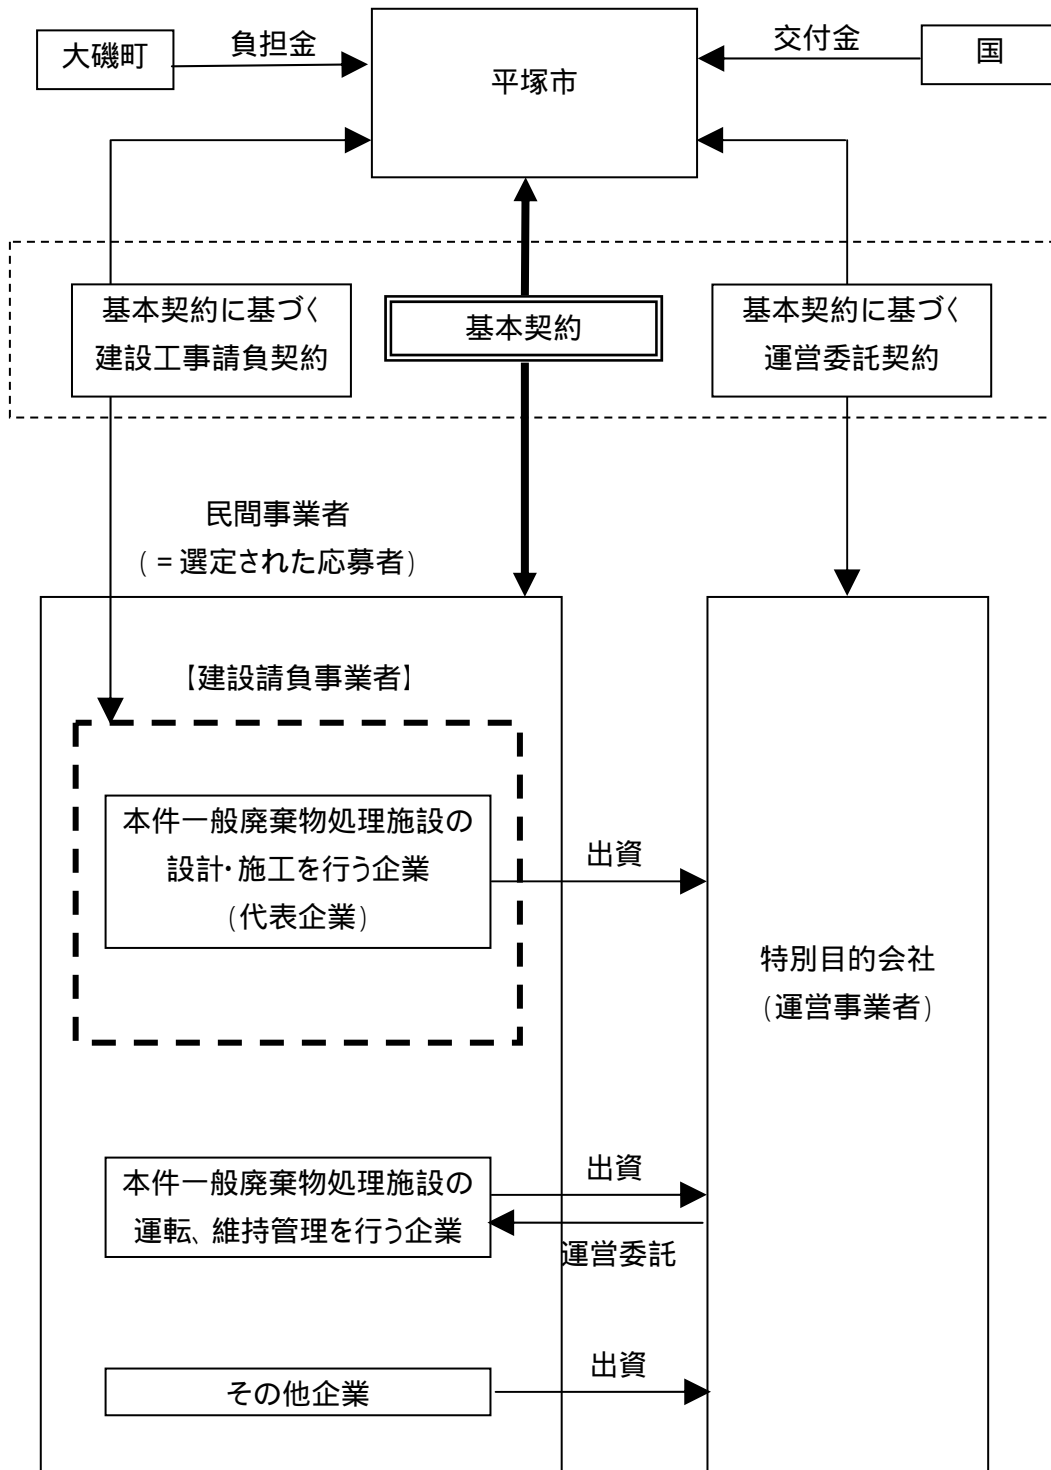 大磯町
負担金
平塚市
交付金
国
基本契約に基づく
建設工事請負契約
基本契約
基本契約に基づく
運営委託契約
民間事業者
(=選定された応募者)
【建設請負事業者】
本件一般廃棄物処理施設の
設計・施工を行う企業
(代表企業)
出資
特別目的会社
(運営事業者)
本件一般廃棄物処理施設の
運転、維持管理を行う企業
出資
運営委託
その他企業
出資